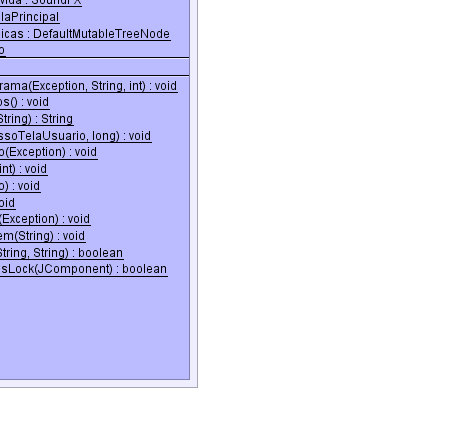 vida : SoundFX
laPrincipal
icas : DefaultMutableTreeNode
o
rama(Exception, String, int) : void
os() : void
String) : String
ssoTelaUsuario, long) : void
o(Exception) : void
int) : void
o) : void
oid
(Exception) : void
em(String) : void
String, String) : boolean
sLock(JComponent) : boolean